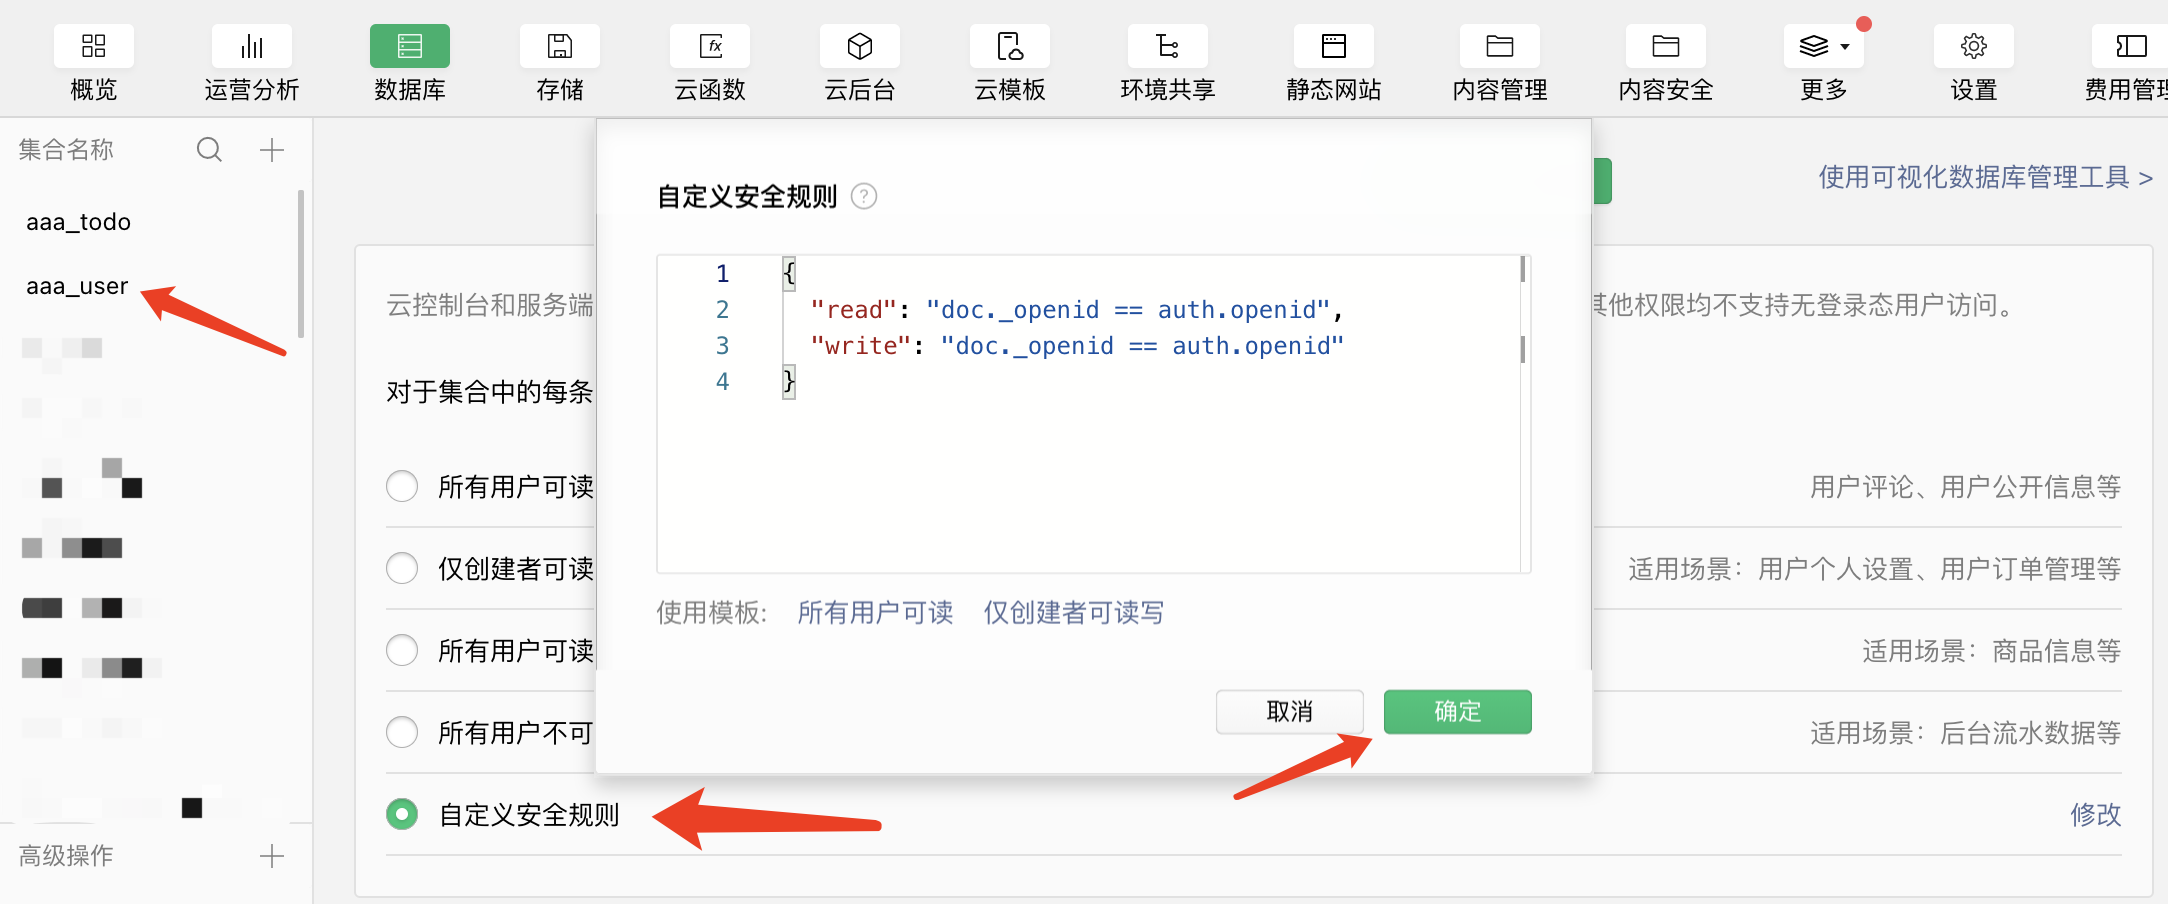 概览
运营分析
数据库
存储
云函数
云后台
云模板
环境共享
静态网站
内容管理
内容安全
更多
设置
费用管理
集合名称
aaa_todo
aaa_user
高级操作
使用可视化数据库管理工具 >
云控制台和服务端
其他权限均不支持无登录态用户访问。
对于集合中的每条
所有用户可读
用户评论、用户公开信息等
仅创建者可读
适用场景：用户个人设置、用户订单管理等
所有用户可读
适用场景：商品信息等
所有用户不可
适用场景：后台流水数据等
自定义安全规则
修改
自定义安全规则 ?
1 {
2 "read": "doc._openid == auth.openid",
3 "write": "doc._openid == auth.openid"
4 }
使用模板: 所有用户可读 仅创建者可读写
取消
确定